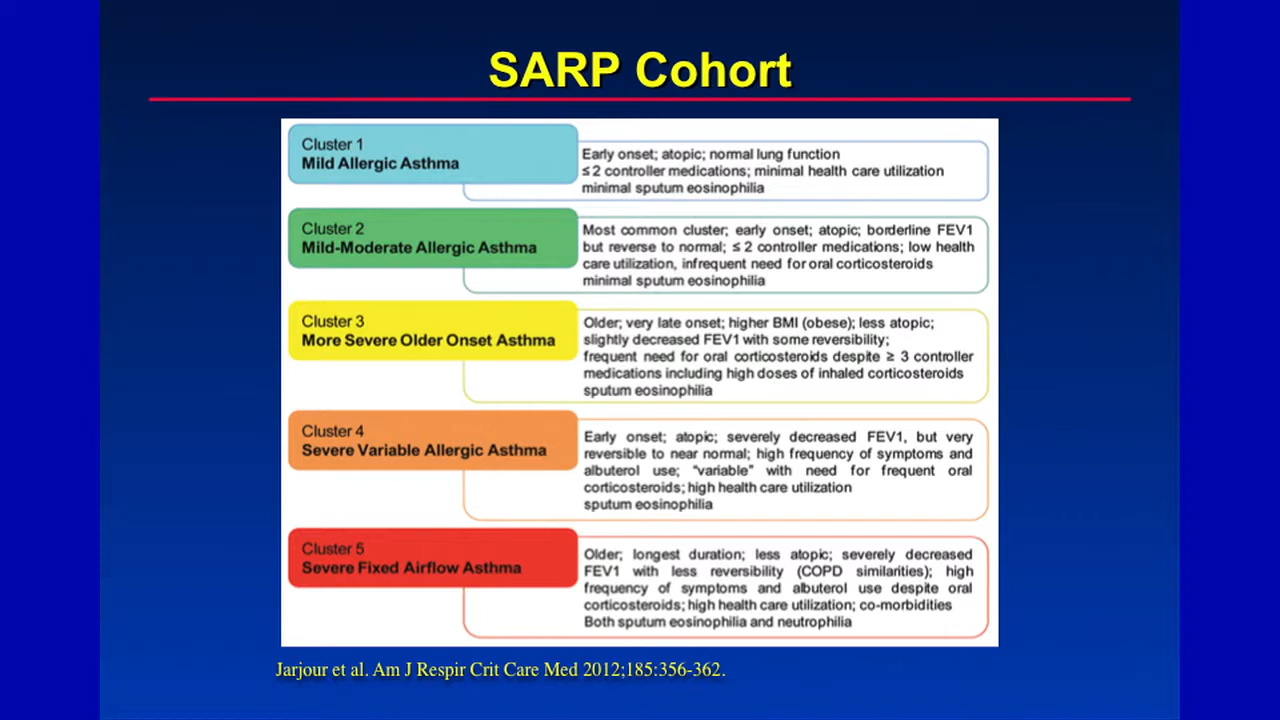 SARP Cohort
Cluster 1
Mild Allergic Asthma
Early onset; atopic; normal lung function
≤ 2 controller medications; minimal health care utilization
minimal sputum eosinophilia
Cluster 2
Mild-Moderate Allergic Asthma
Most common cluster; early onset; atopic; borderline FEV1
but reverse to normal; ≤ 2 controller medications; low health
care utilization, infrequent need for oral corticosteroids
minimal sputum eosinophilia
Cluster 3
More Severe Older Onset Asthma
Older; very late onset; higher BMI (obese); less atopic;
slightly decreased FEV1 with some reversibility;
frequent need for oral corticosteroids despite ≥ 3 controller
medications including high doses of inhaled corticosteroids
sputum eosinophilia
Cluster 4
Severe Variable Allergic Asthma
Early onset; atopic; severely decreased FEV1, but very
reversible to near normal; high frequency of symptoms and
albuterol use; “variable” with need for frequent oral
corticosteroids; high health care utilization
sputum eosinophilia
Cluster 5
Severe Fixed Airflow Asthma
Older; longest duration; less atopic; severely decreased
FEV1 with less reversibility (COPD similarities); high
frequency of symptoms and albuterol use despite oral
corticosteroids; high health care utilization; co-morbidities
Both sputum eosinophilia and neutrophilia
Jarjour et al. Am J Respir Crit Care Med 2012;185:356-362.